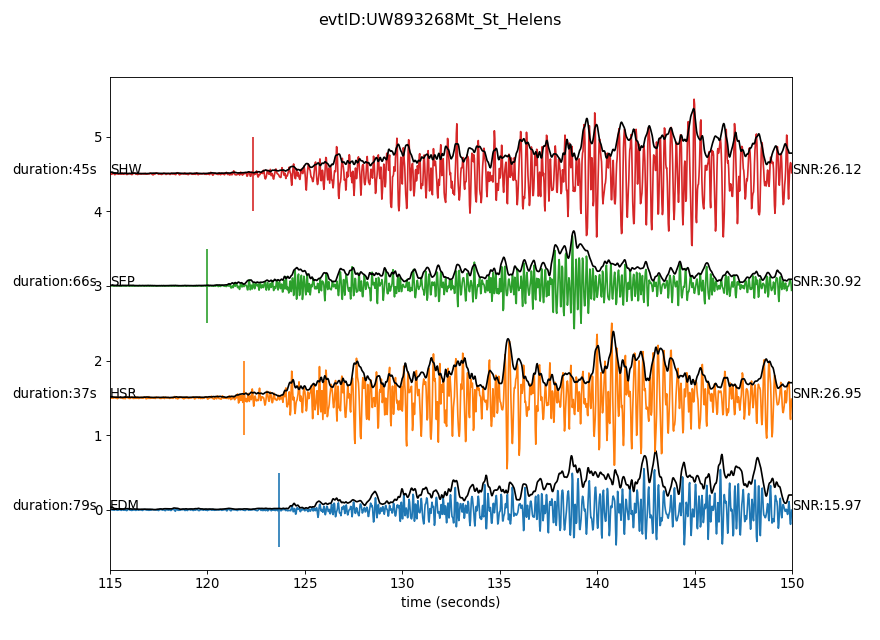 evtID:UW893268Mt_St_Helens
5
duration:45s SHW SNR:26.12
4
duration:66s SEP SNR:30.92
3
2
duration:37s HSR SNR:26.95
1
duration:79s EDM SNR:15.97
0
115 120 125 130 135 140 145 150
time (seconds)